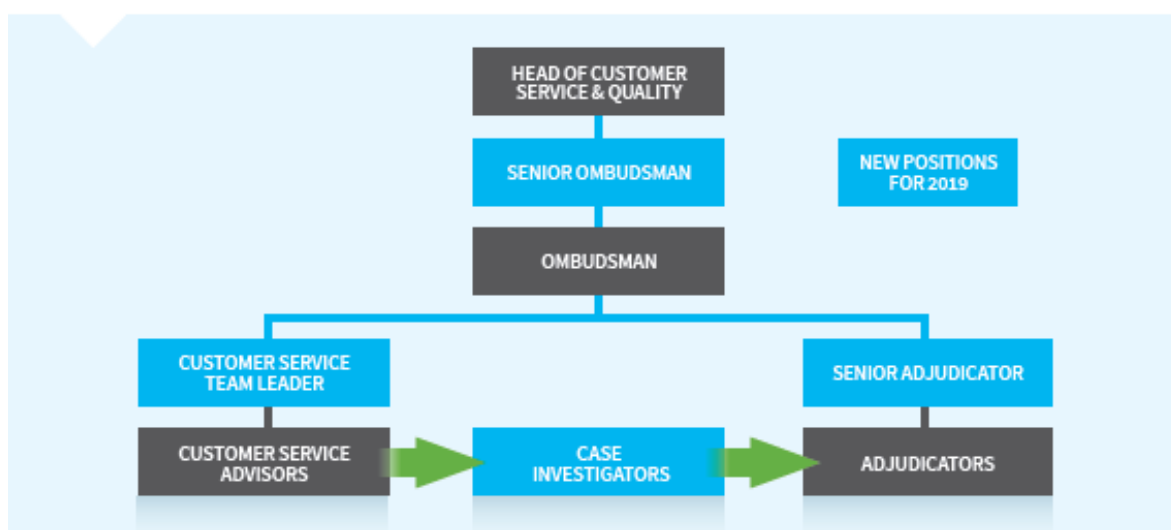 HEAD OF CUSTOMER
SERVICE & QUALITY
SENIOR OMBUDSMAN
NEW POSITIONS
FOR 2019
OMBUDSMAN
CUSTOMER SERVICE
TEAM LEADER
SENIOR ADJUDICATOR
CUSTOMER SERVICE
ADVISORS
CASE
INVESTIGATORS
ADJUDICATORS